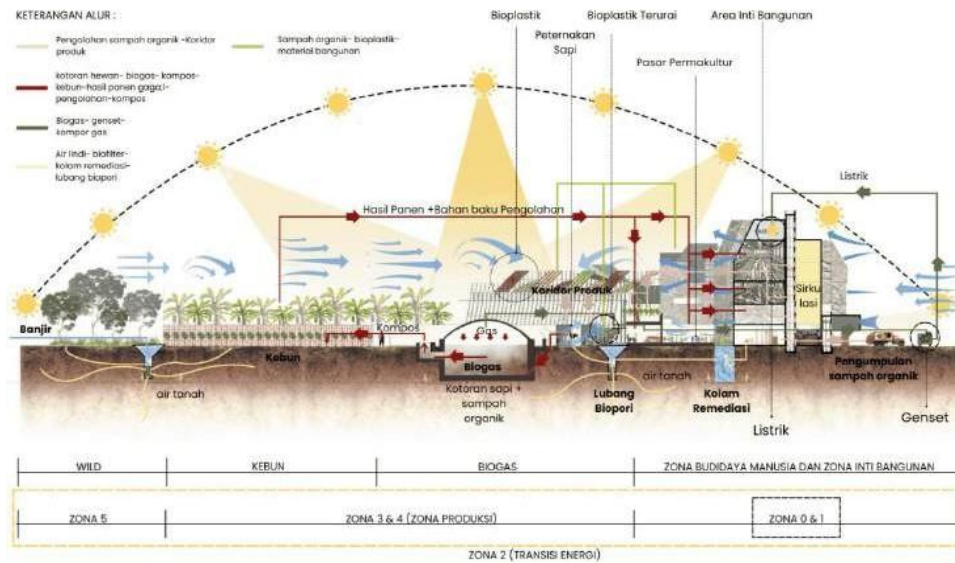 KETERANGAN ALUR :
Pengolahan sampah organik -Koridor
produk
kotoran hewan- biogas- kompos-
kebun-hasil panen gagal-
pengolahan-kompos
Biogas- genset-
kompor gas
Air lindi- biofilter-
kolam remediasi-
lubang biopori
Sampah organik- bioplastik-
material bangunan
Bioplastik
Bioplastik Terurai
Area Inti Bangunan
Peternakan
Sapi
Pasar Permakultur
Listrik
Hasil Panen +Bahan baku Pengolahan
Koridor Produk
Sirku
lasi
Banjir
Kompos
Gas
Kebun
Biogas
Pengumpulan
sampah organik
air tanah
Kotoran sapi +
sampah
organik
Lubang
Biopori
air tanah
Kolam
Remediasi
Listrik
Genset
WILD
KEBUN
BIOGAS
ZONA BUDIDAYA MANUSIA DAN ZONA INTI BANGUNAN
ZONA 5
ZONA 3 & 4 (ZONA PRODUKSI)
ZONA 0 & 1
ZONA 2 (TRANSISI ENERGI)